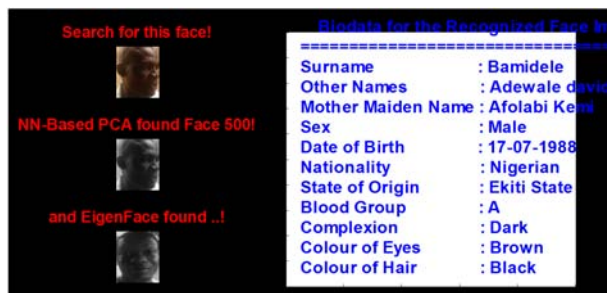 Search for this face!
NN-Based PCA found Face 500!
and EigenFace found ..!
Biodata for the Recognized Face
==============================
Surname : Bamidele
Other Names : Adewale david
Mother Maiden Name : Afolabi Kemi
Sex : Male
Date of Birth : 17-07-1988
Nationality : Nigerian
State of Origin : Ekiti State
Blood Group : A
Complexion : Dark
Colour of Eyes : Brown
Colour of Hair : Black